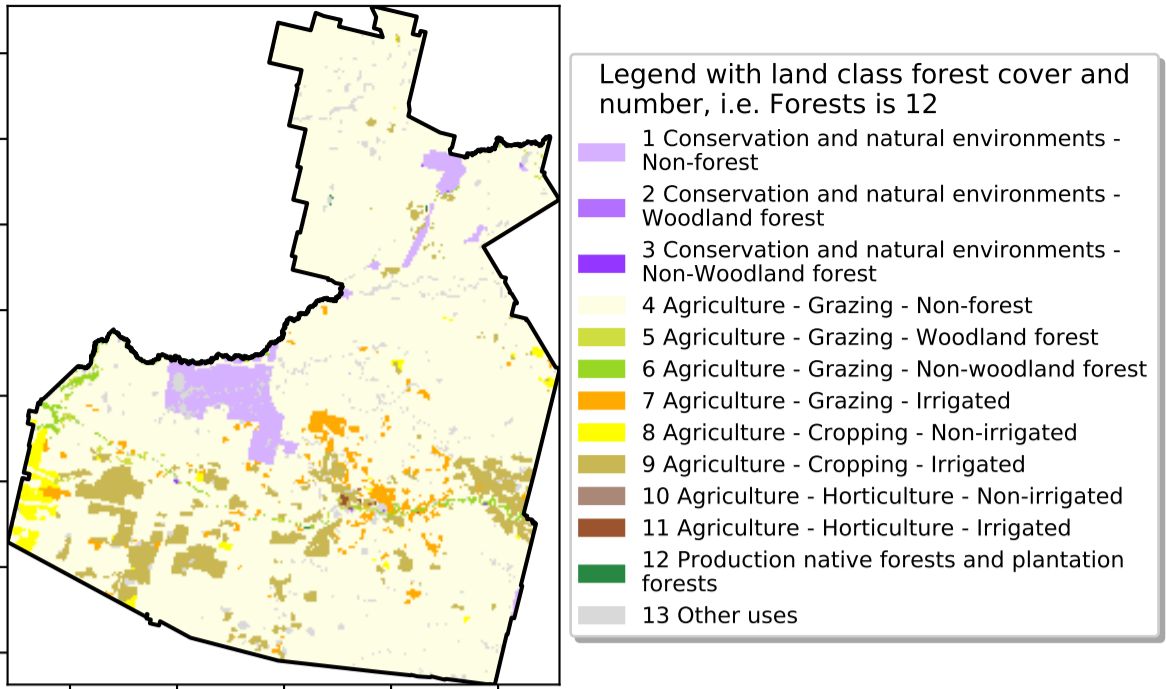 Legend with land class forest cover and
number, i.e. Forests is 12
1 Conservation and natural environments -
Non-forest
2 Conservation and natural environments -
Woodland forest
3 Conservation and natural environments -
Non-Woodland forest
4 Agriculture - Grazing - Non-forest
5 Agriculture - Grazing - Woodland forest
6 Agriculture - Grazing - Non-woodland forest
7 Agriculture - Grazing - Irrigated
8 Agriculture - Cropping - Non-irrigated
9 Agriculture - Cropping - Irrigated
10 Agriculture - Horticulture - Non-irrigated
11 Agriculture - Horticulture - Irrigated
12 Production native forests and plantation
forests
13 Other uses